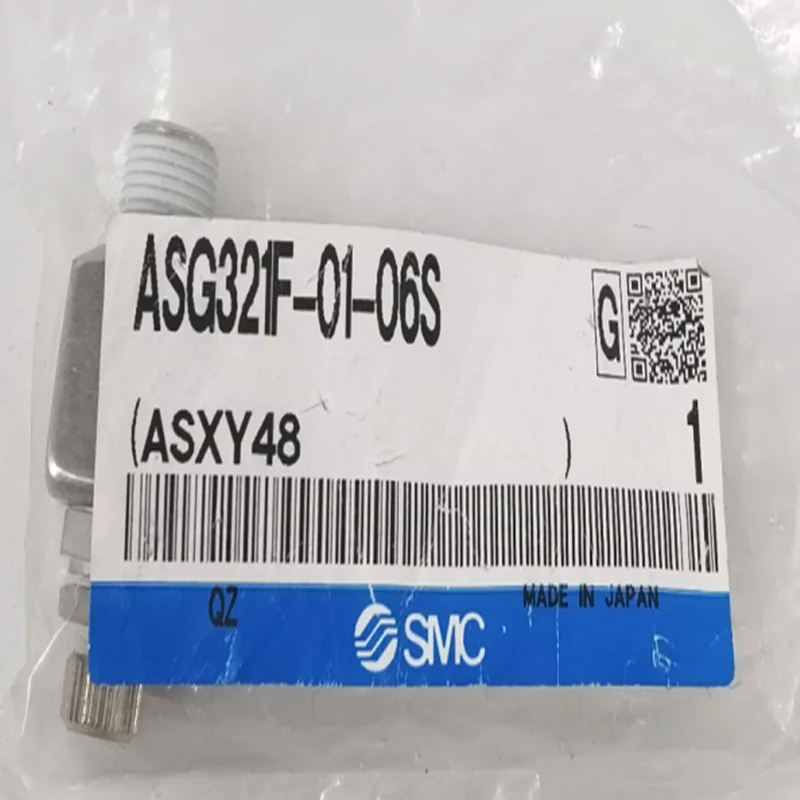 ASG321F-01-06S
G
(ASXY48 )
1
QZ
MADE IN JAPAN
SMC